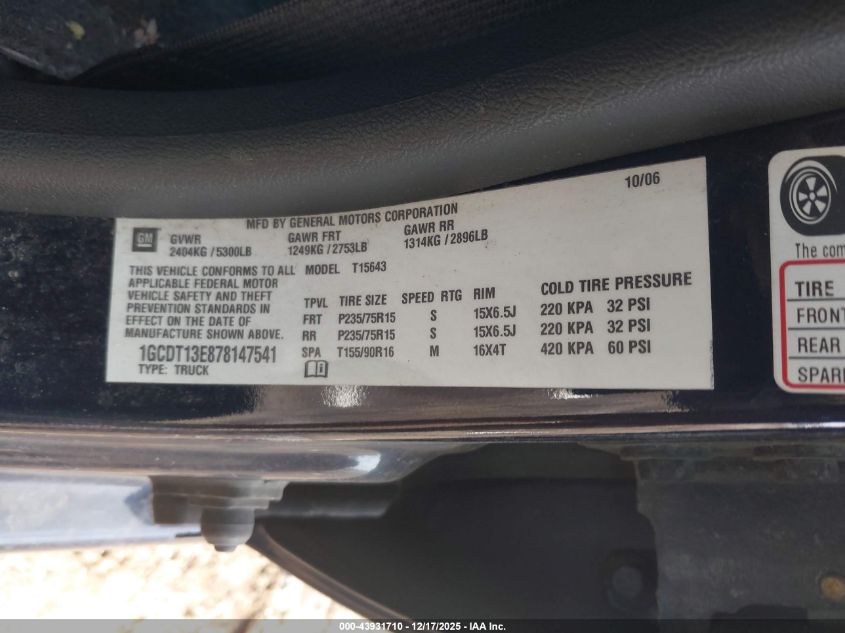 10/06
MFD BY GENERAL MOTORS CORPORATION
GM
GVWR GAWR FRT GAWR RR
2404KG / 5300LB 1249KG / 2753LB 1314KG / 2896LB
THIS VEHICLE CONFORMS TO ALL
APPLICABLE FEDERAL MOTOR
VEHICLE SAFETY AND THEFT
PREVENTION STANDARDS IN
EFFECT ON THE DATE OF
MANUFACTURE SHOWN ABOVE.
1GCDT13E878147541
TYPE: TRUCK
MODEL T15643
TPVL TIRE SIZE SPEED RTG RIM COLD TIRE PRESSURE
FRT P235/75R15 S 15X6.5J 220 KPA 32 PSI
RR P235/75R15 S 15X6.5J 220 KPA 32 PSI
SPA T155/90R16 M 16X4T 420 KPA 60 PSI
The com
TIRE
FRONT
REAR
SPARE
000-43931710 - 12/17/2025 - IAA Inc.